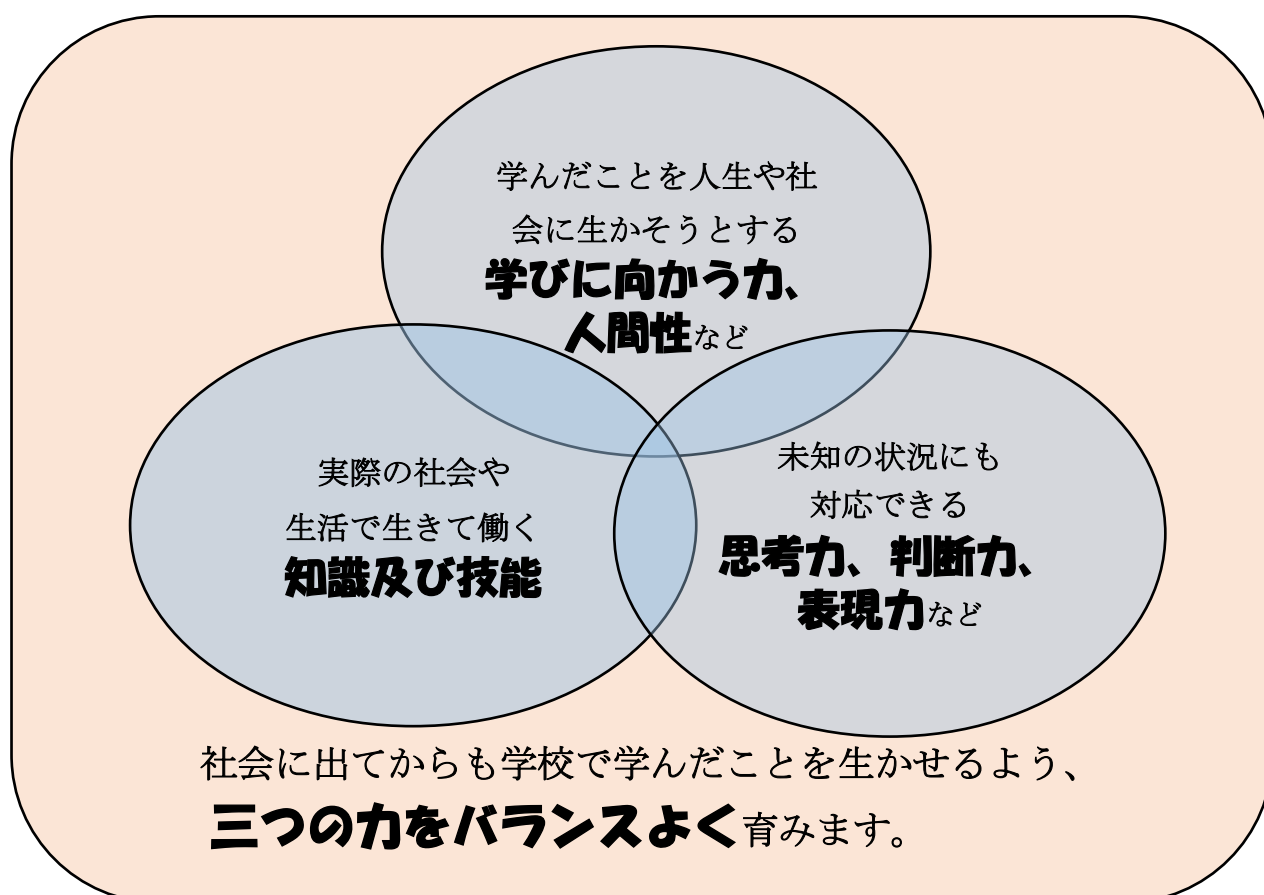 学んだことを人生や社
会に生かそうとする
学びに向かう力、
人間性など
実際の社会や
生活で生きて働く
知識及び技能
未知の状況にも
対応できる
思考力、判断力、
表現力など
社会に出てからも学校で学んだことを生かせるよう、
三つの力をバランスよく育みます。